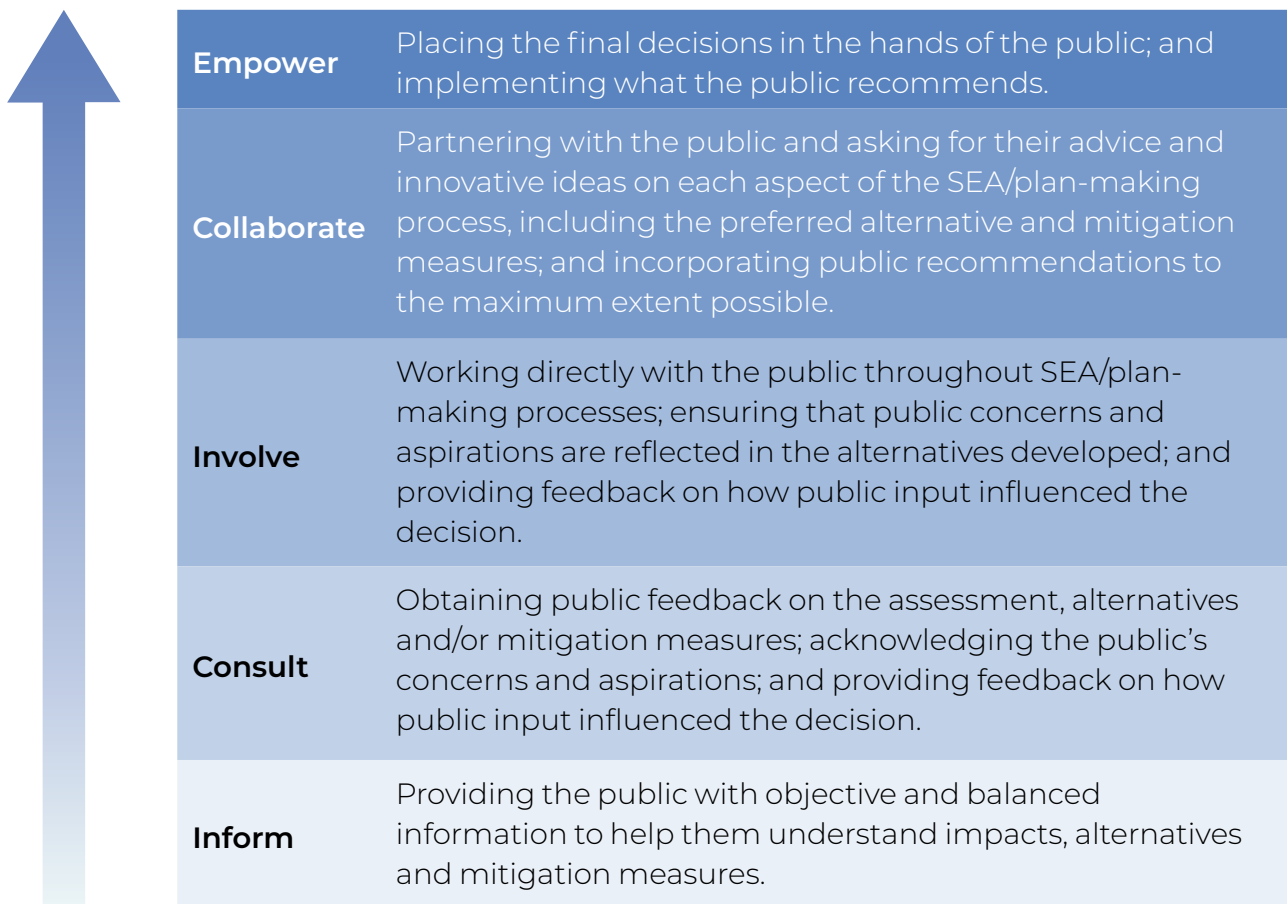 Empower
Placing the final decisions in the hands of the public; and
implementing what the public recommends.
Collaborate
Partnering with the public and asking for their advice and
innovative ideas on each aspect of the SEA/plan-making
process, including the preferred alternative and mitigation
measures; and incorporating public recommendations to
the maximum extent possible.
Involve
Working directly with the public throughout SEA/plan-
making processes; ensuring that public concerns and
aspirations are reflected in the alternatives developed; and
providing feedback on how public input influenced the
decision.
Consult
Obtaining public feedback on the assessment, alternatives
and/or mitigation measures; acknowledging the public’s
concerns and aspirations; and providing feedback on how
public input influenced the decision.
Inform
Providing the public with objective and balanced
information to help them understand impacts, alternatives
and mitigation measures.